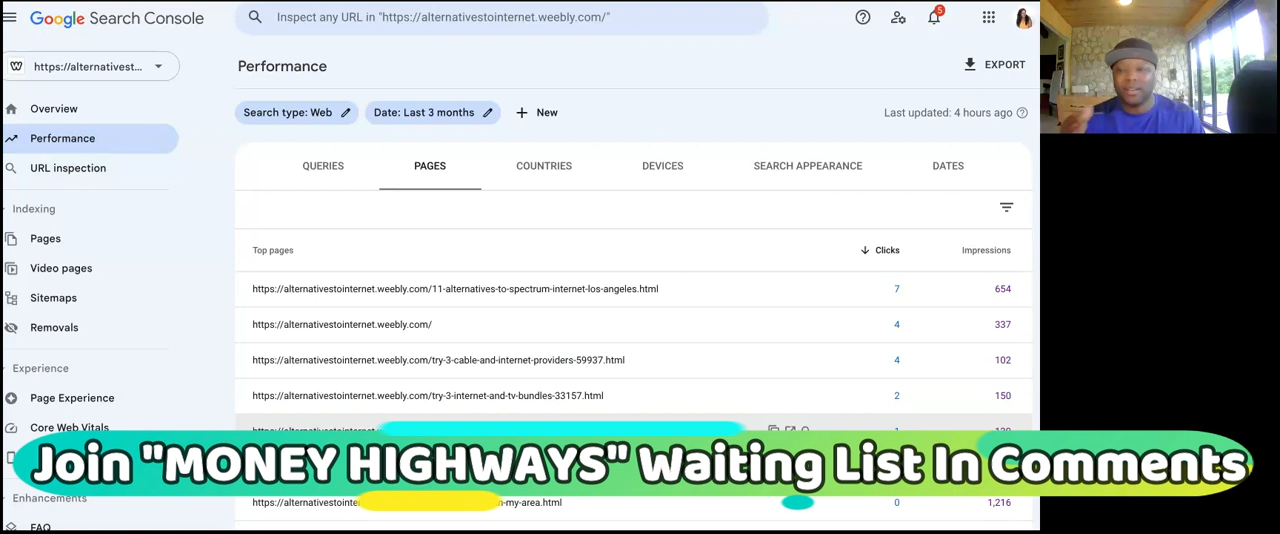 Google Search Console
Inspect any URL in "https://alternativestointernet.weebly.com/"
5
https://alternativest...
Performance
EXPORT
Search type: Web
Date: Last 3 months
New
Last updated: 4 hours ago
Overview
Performance
URL inspection
Indexing
Pages
Video pages
Sitemaps
Removals
Experience
Page Experience
Core Web Vitals
Enhancements
FAQ
QUERIES
PAGES
COUNTRIES
DEVICES
SEARCH APPEARANCE
DATES
Top pages
Clicks
Impressions
https://alternativestointernet.weebly.com/11-alternatives-to-spectrum-internet-los-angeles.html 7 654
https://alternativestointernet.weebly.com/ 4 337
https://alternativestointernet.weebly.com/try-3-cable-and-internet-providers-59937.html 4 102
https://alternativestointernet.weebly.com/try-3-internet-and-tv-bundles-33157.html 2 150
Join "MONEY HIGHWAYS" Waiting List In Comments
-my-area.html 0 1,216